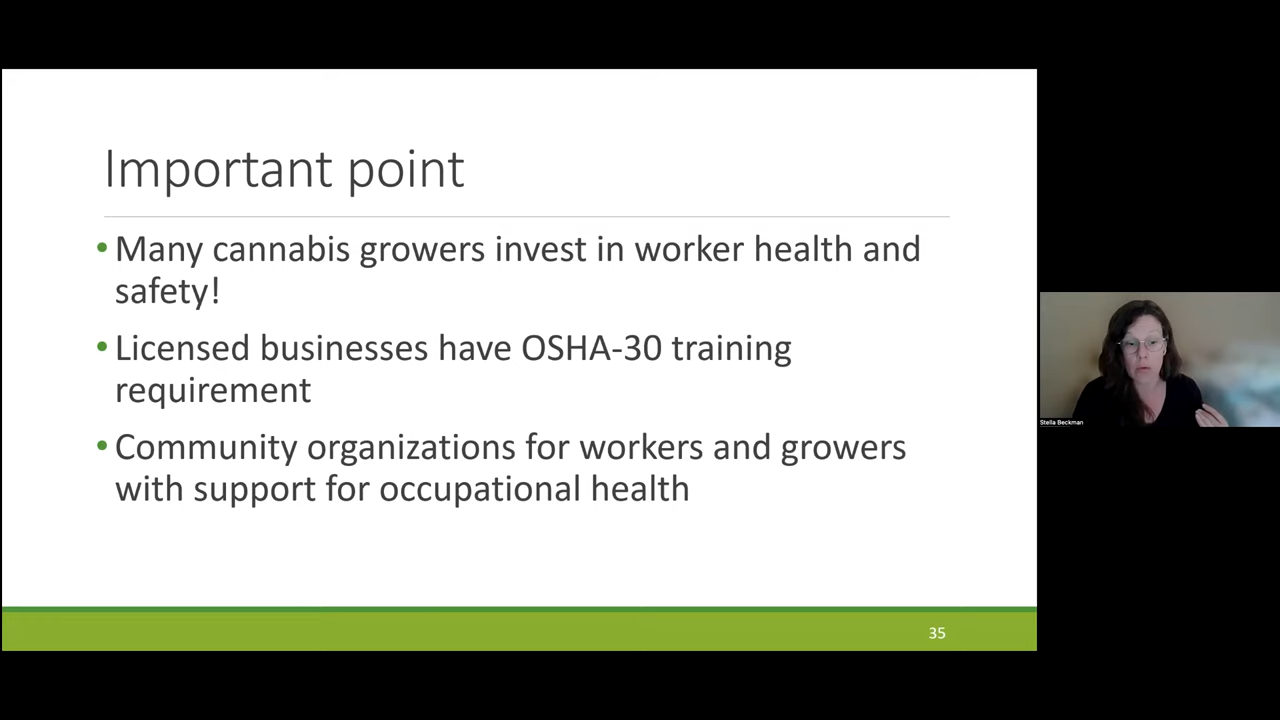 Important point
• Many cannabis growers invest in worker health and
safety!
• Licensed businesses have OSHA-30 training
requirement
• Community organizations for workers and growers
with support for occupational health
35
Stella Beckman